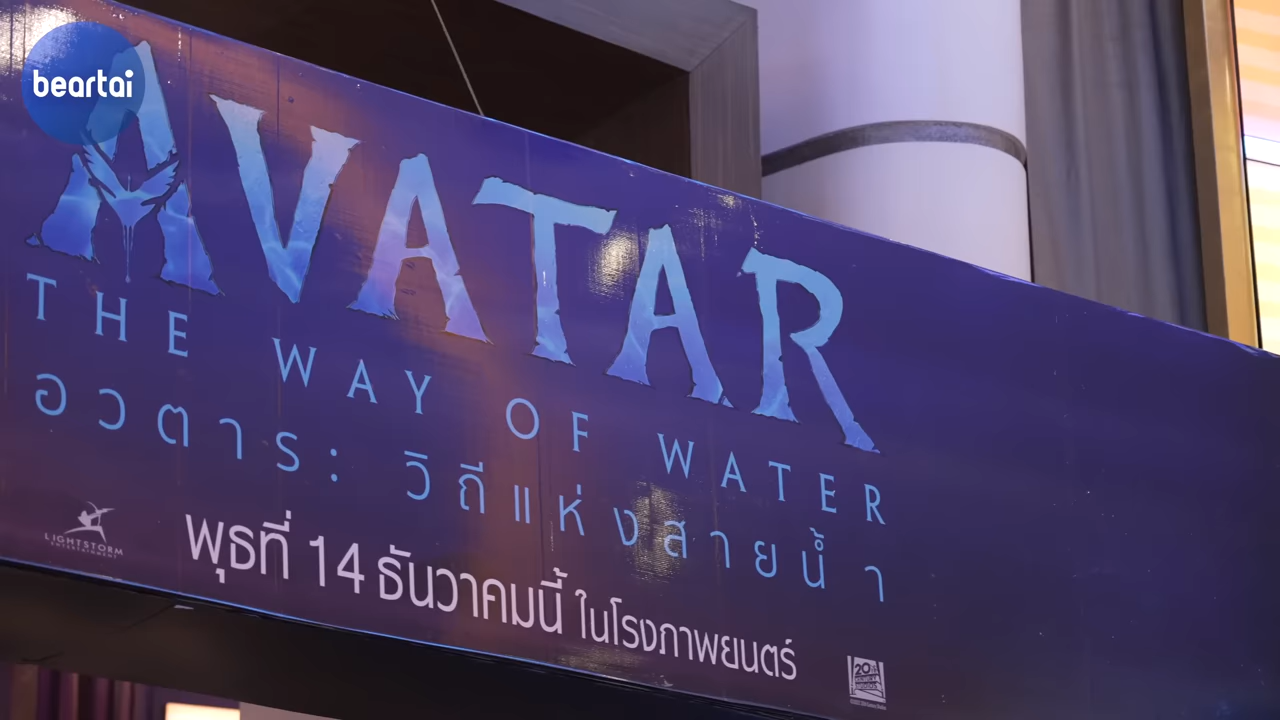 beartai
AVATAR
THE WAY OF WATER
อวตาร: วิถีแห่งสายน้ำ
พุธที่ 14 ธันวาคมนี้ ในโรงภาพยนตร์
LIGHTSTORM
ENTERTAINMENT
20th